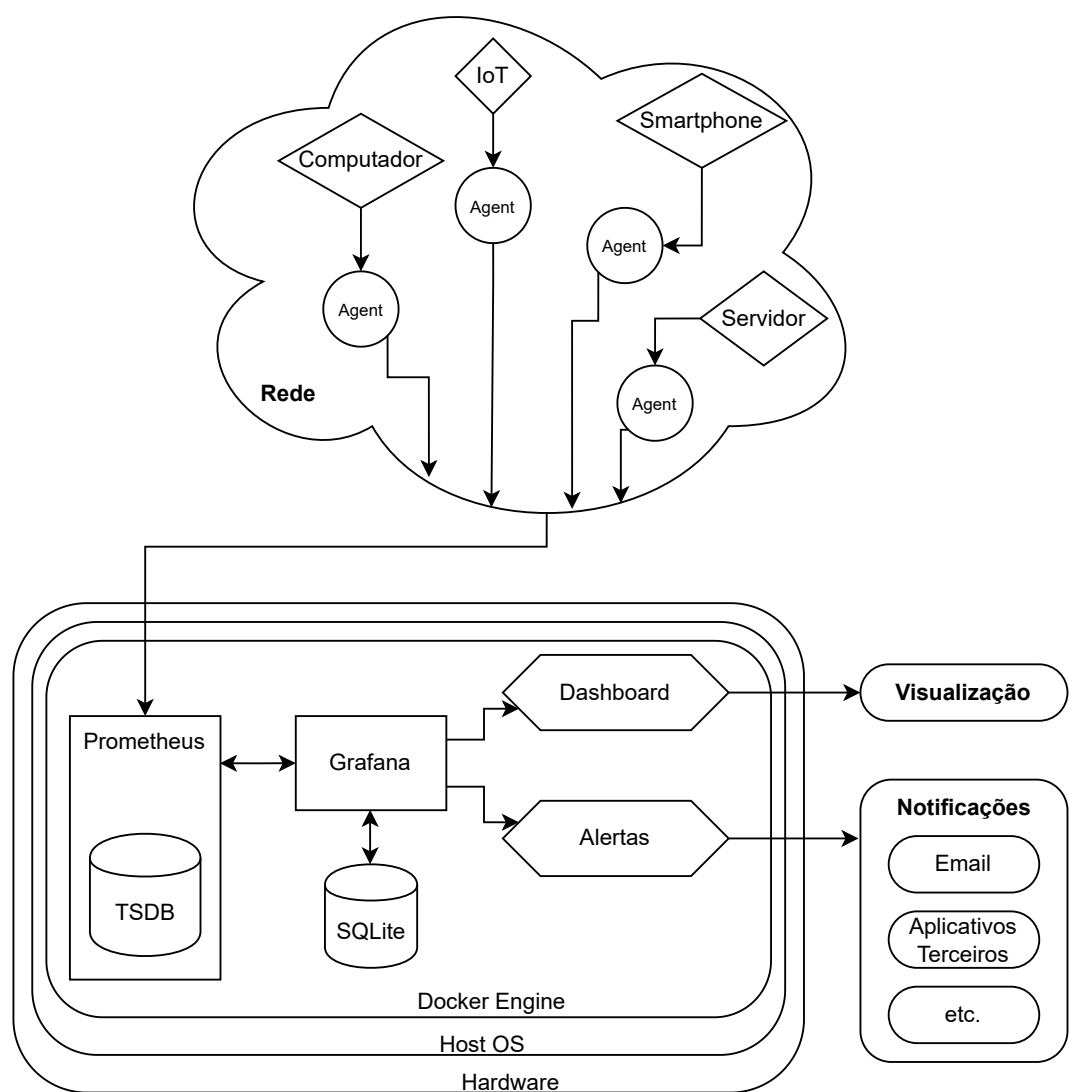 IoT
Smartphone
Computador
Agent
Agent
Agent
Servidor
Rede
Agent
Prometheus
Grafana
Dashboard
Visualização
TSDB
SQLite
Alertas
Notificações
Email
Aplicativos
Terceiros
etc.
Docker Engine
Host OS
Hardware